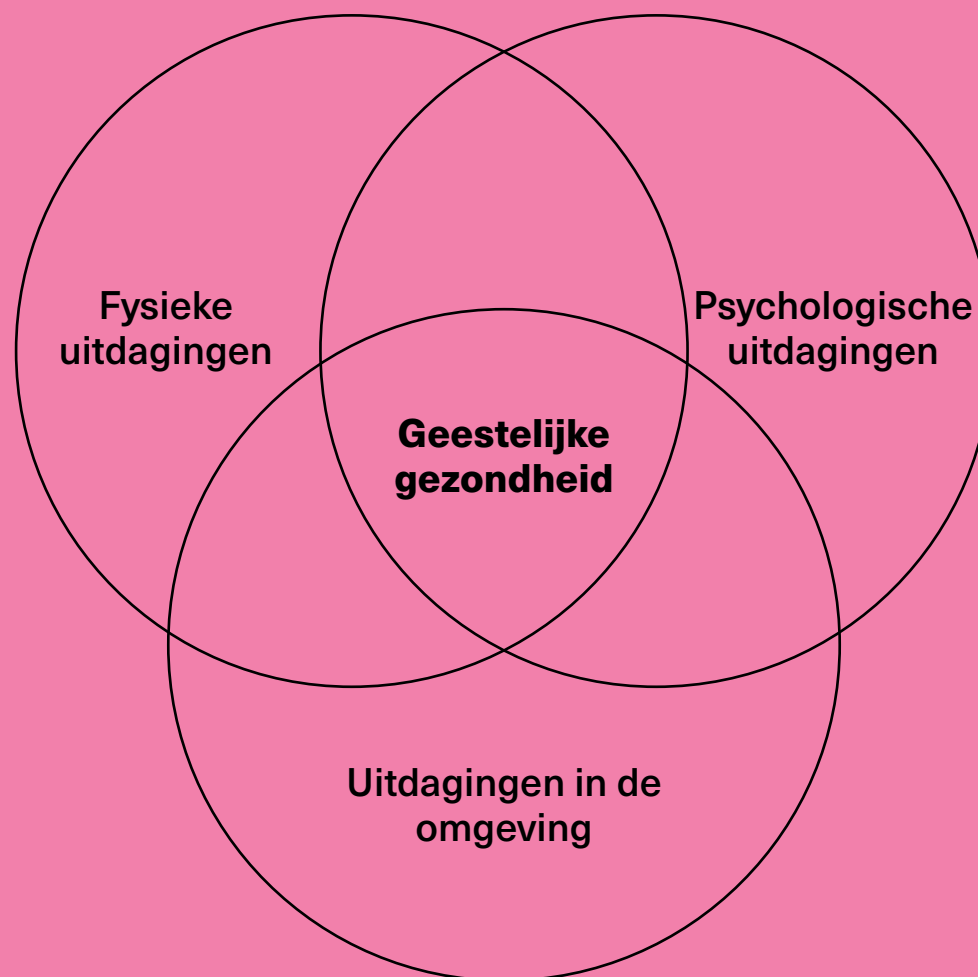 Fysieke
uitdagingen
Psychologische
uitdagingen
Geestelijke
gezondheid
Uitdagingen in de
omgeving